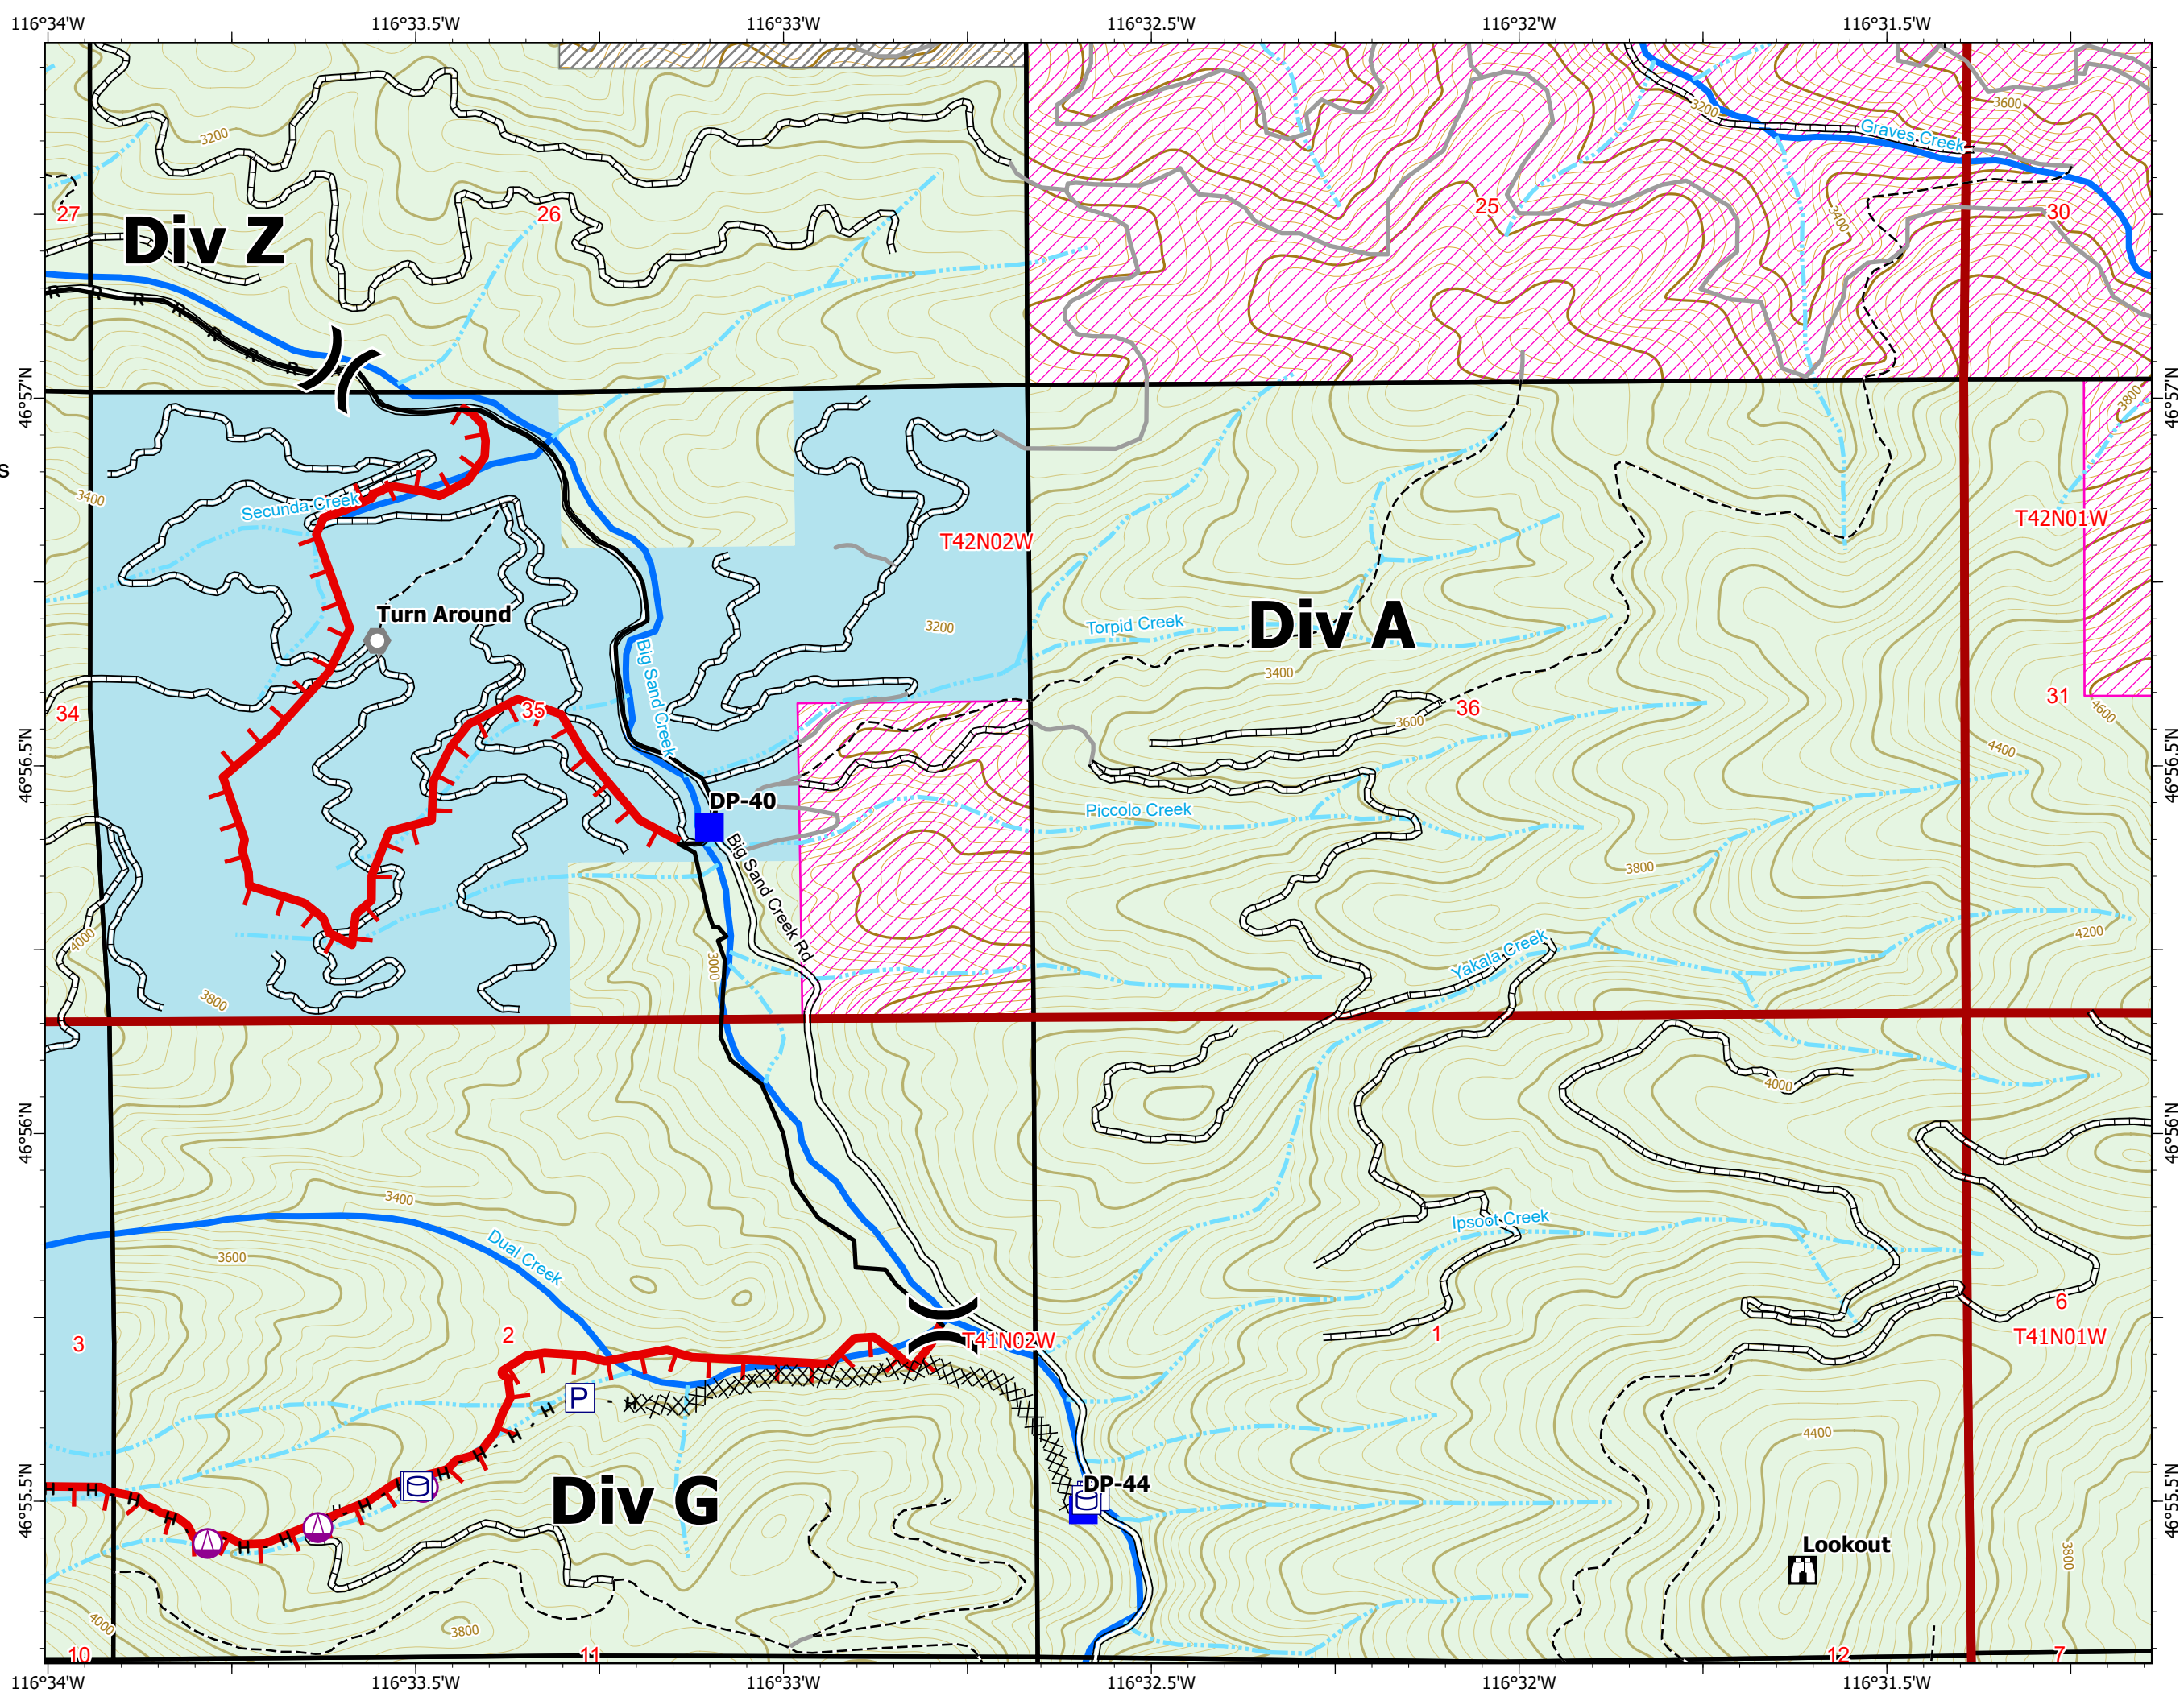 116°34'W 116°33.5'W 116°33'W 116°32.5'W 116°32'W 116°31.5'W
3200
3200
3600
Graves Creek
27
26
25
30
Div Z
3400
R R R R R R R
46°57'N
46°57'N
3800
S
3400
Secunda Creek
T42N02W
T42N01W
Turn Around
3200
Torpid Creek
Div A
3400
Big Sand Creek
34
35
36
31
3600
4600
4400
46°56.5'N
46°56.5'N
DP-40
Piccolo Creek
Big Sand Creek Rd
3800
4000
3000
Yakala Creek
4200
3800
4000
46°56'N
46°56'N
3400
Ipsoot Creek
3600
Dual Creek
3
2
1
6
T41N02W
T41N01W
P
H
H
H
4400
46°55.5'N
46°55.5'N
H
H
H H H
H
H
H
H
H
DP-44
Div G
Lookout
3800
4000
3800
10
11
12
7
116°34'W 116°33.5'W 116°33'W 116°32.5'W 116°32'W 116°31.5'W